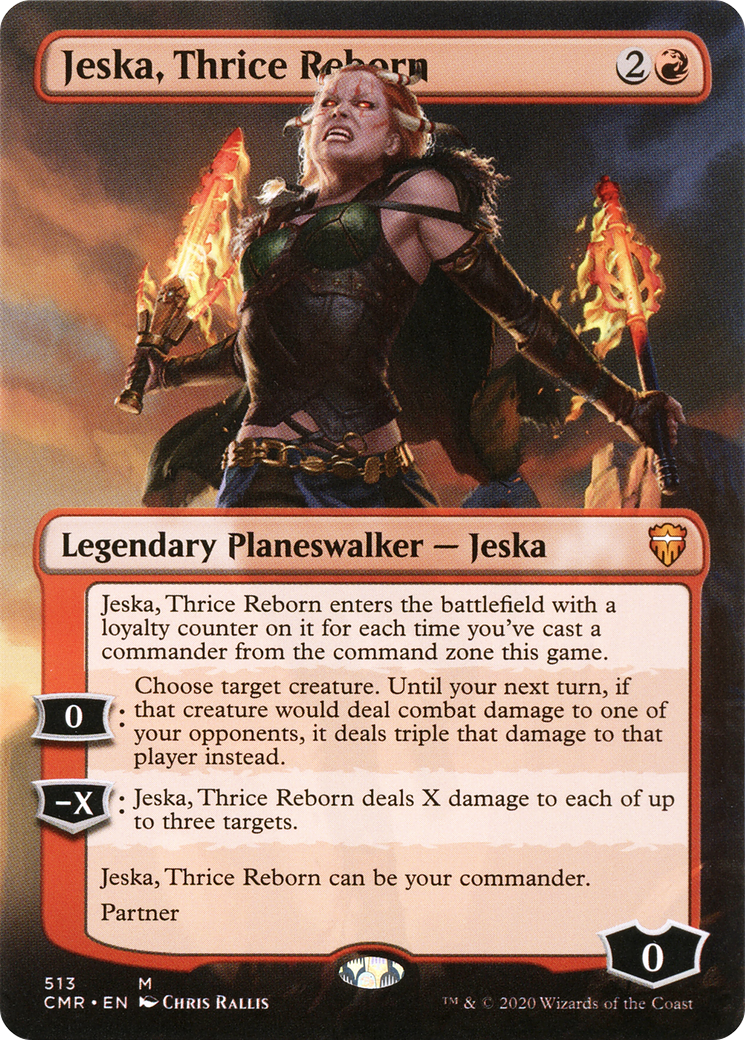 Jeska, Thrice Reborn 2
Legendary Planeswalker — Jeska
Jeska, Thrice Reborn enters the battlefield with a
loyalty counter on it for each time you've cast a
commander from the command zone this game.
0 : Choose target creature. Until your next turn, if
that creature would deal combat damage to one of
your opponents, it deals triple that damage to that
player instead.
−X : Jeska, Thrice Reborn deals X damage to each of up
to three targets.
Jeska, Thrice Reborn can be your commander.
Partner
0
513 M
CMR • EN Chris Rallis
™ & © 2020 Wizards of the Coast